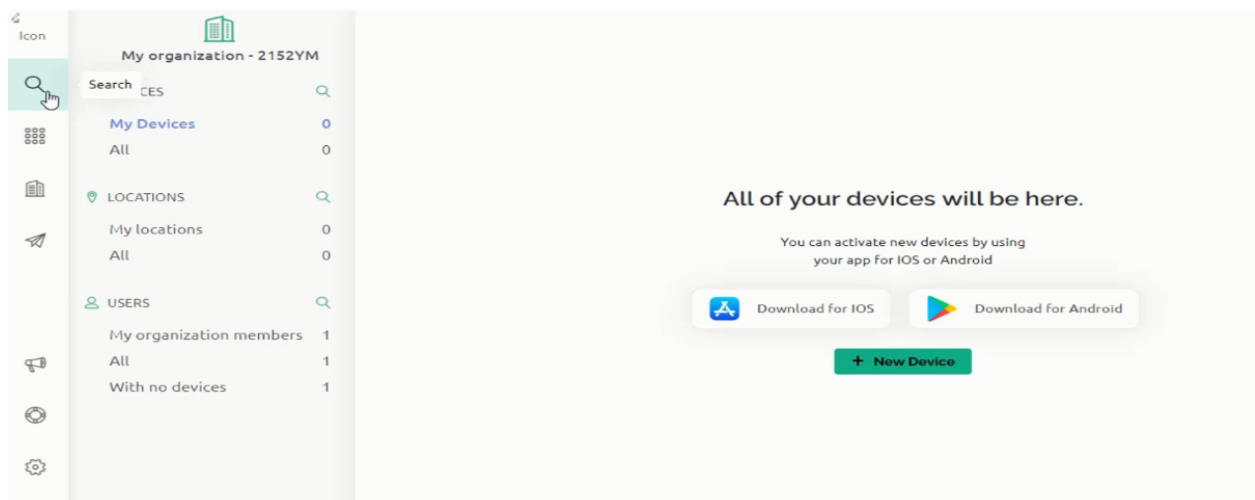 Icon
My organization - 2152YM
Search
CES
My Devices 0
All 0
LOCATIONS
My locations 0
All 0
USERS
My organization members 1
All 1
With no devices 1
All of your devices will be here.
You can activate new devices by using
your app for IOS or Android
Download for IOS
Download for Android
+ New Device